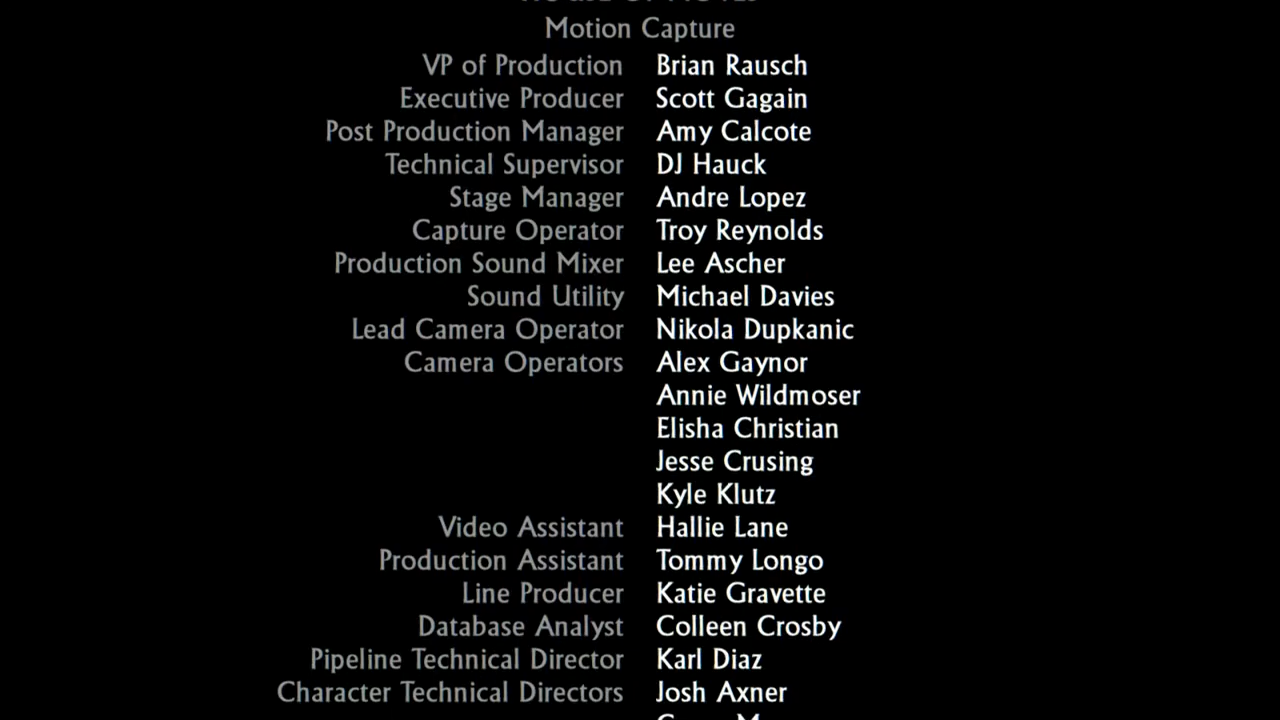 Motion Capture
VP of Production Brian Rausch
Executive Producer Scott Gagain
Post Production Manager Amy Calcote
Technical Supervisor DJ Hauck
Stage Manager Andre Lopez
Capture Operator Troy Reynolds
Production Sound Mixer Lee Ascher
Sound Utility Michael Davies
Lead Camera Operator Nikola Dupkanic
Camera Operators Alex Gaynor
Annie Wildmoser
Elisha Christian
Jesse Crusing
Kyle Klutz
Video Assistant Hallie Lane
Production Assistant Tommy Longo
Line Producer Katie Gravette
Database Analyst Colleen Crosby
Pipeline Technical Director Karl Diaz
Character Technical Directors Josh Axner